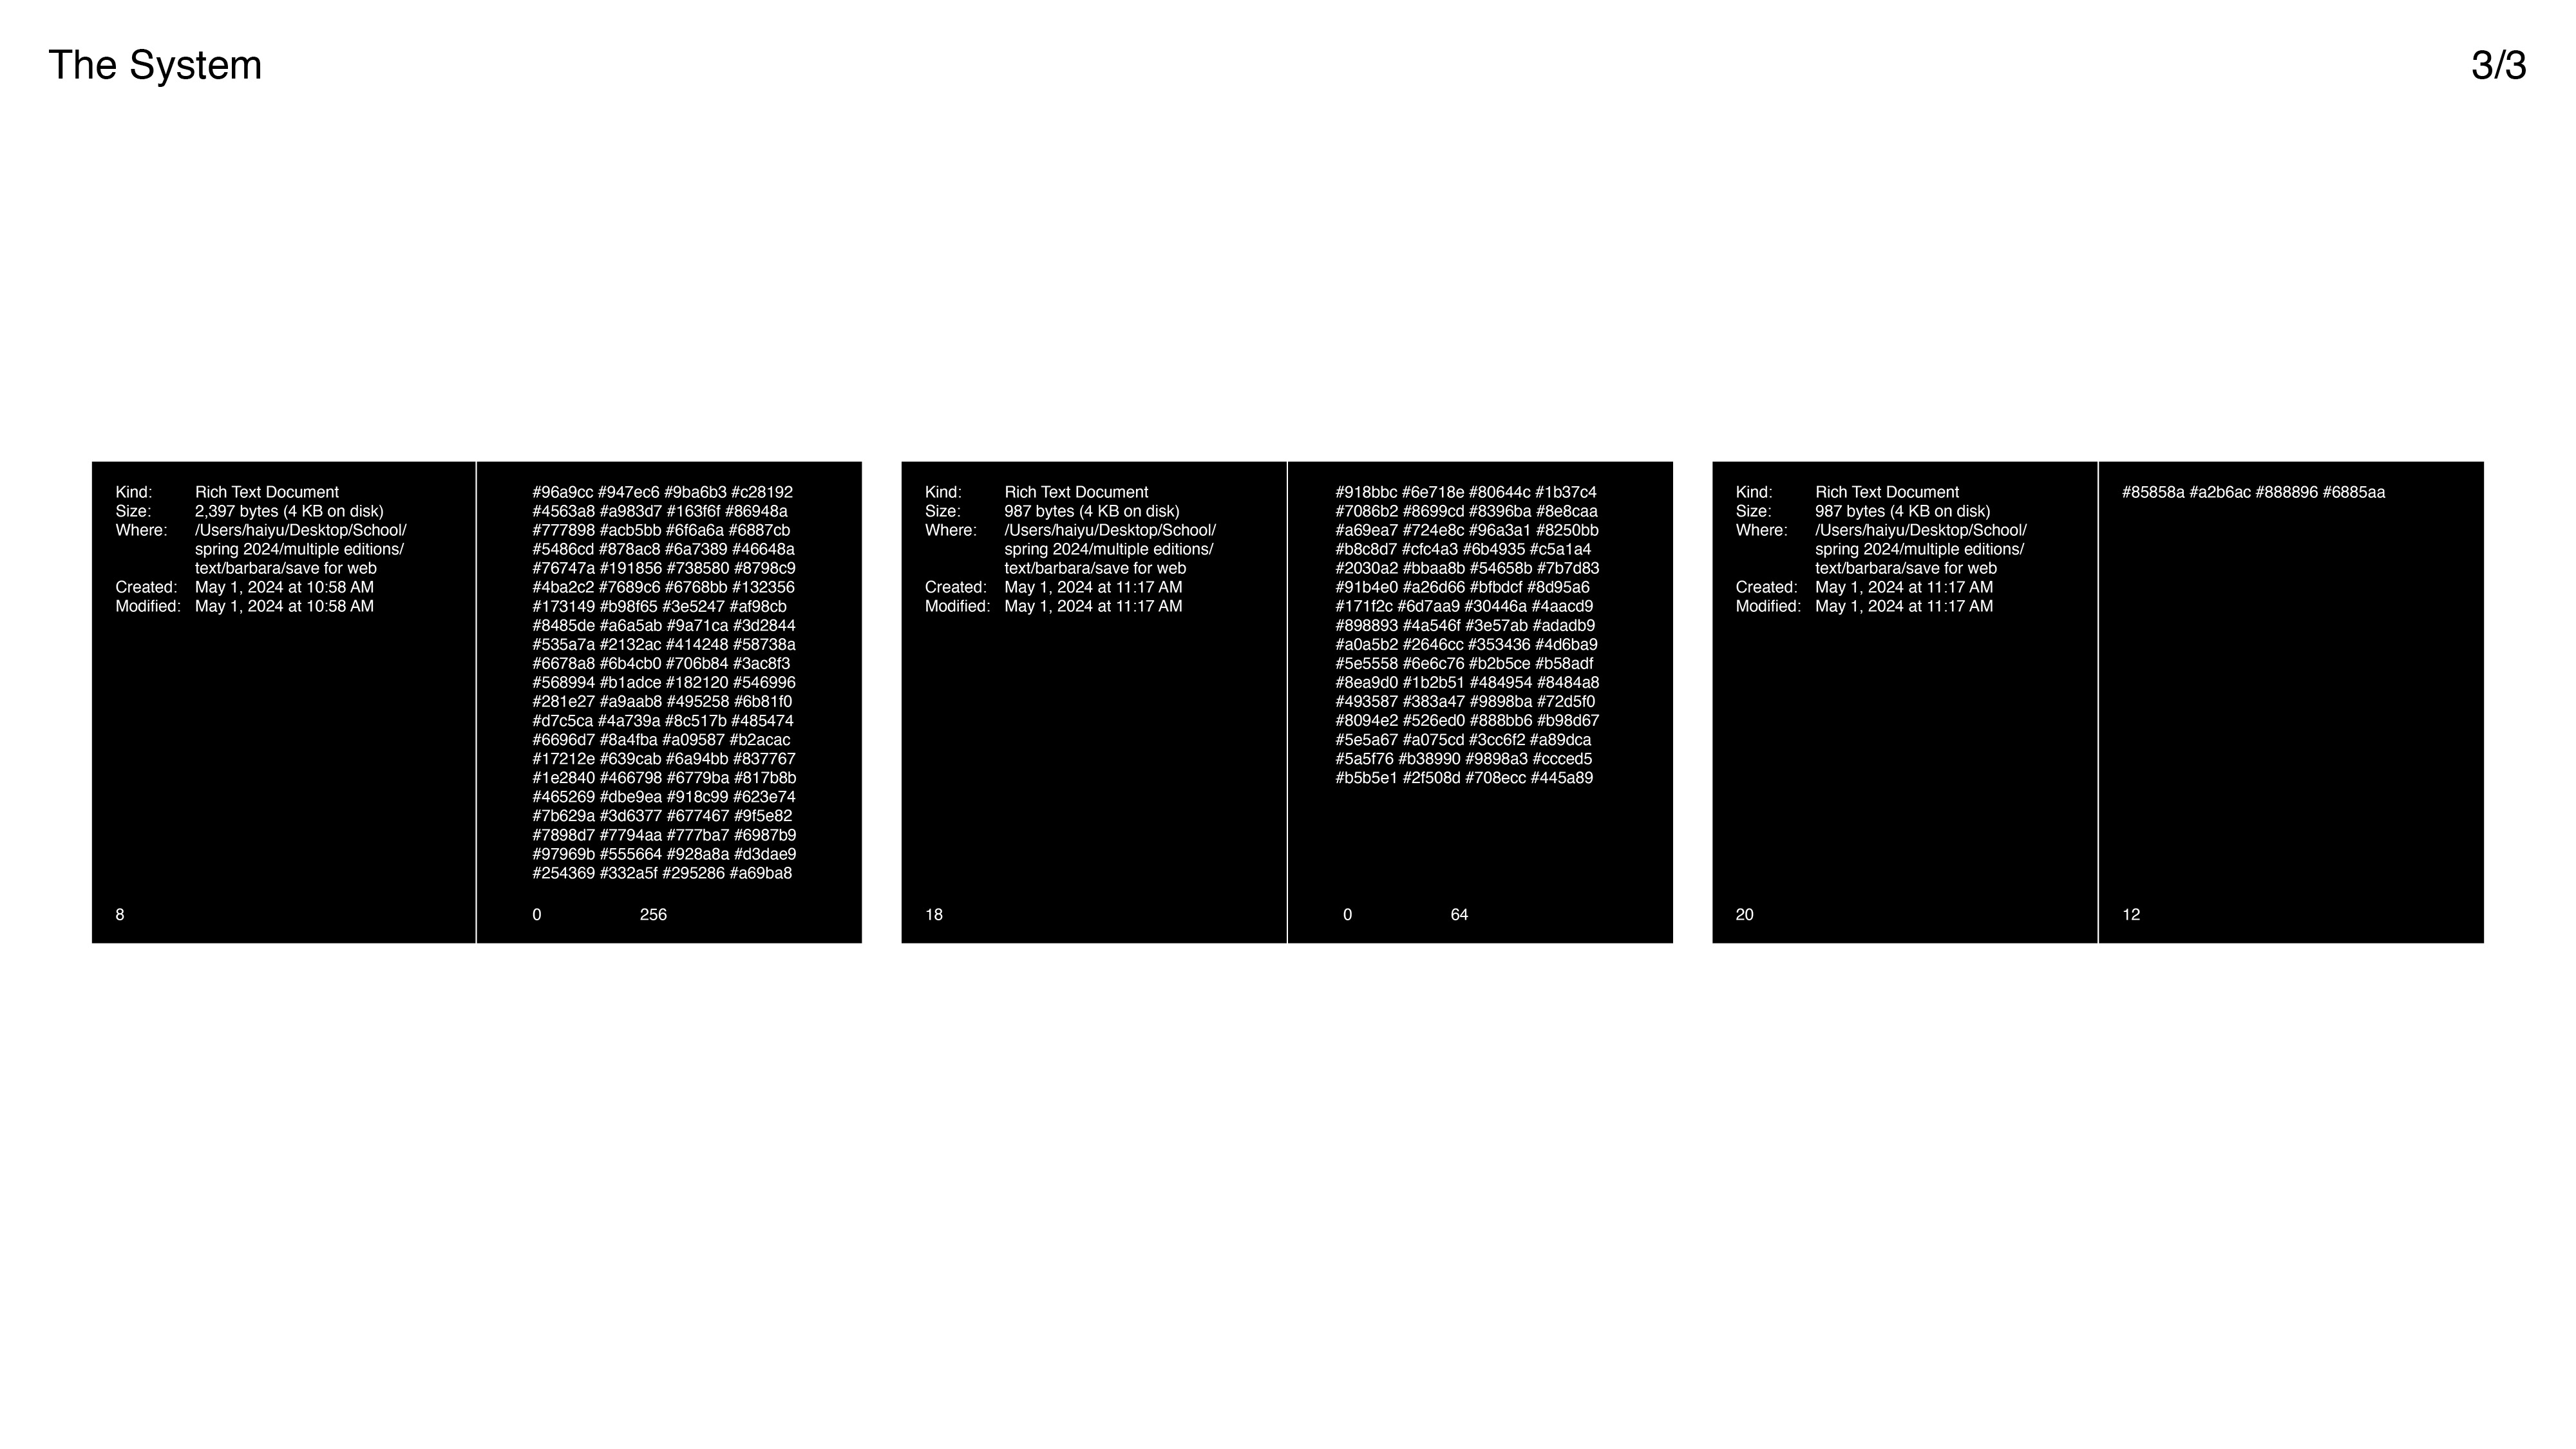 The System
3/3
Kind: Rich Text Document
Size: 2,397 bytes (4 KB on disk)
Where: /Users/haiyu/Desktop/School/
spring 2024/multiple editions/
text/barbara/save for web
Created: May 1, 2024 at 10:58 AM
Modified: May 1, 2024 at 10:58 AM
8
#96a9cc #947ec6 #9ba6b3 #c28192
#4563a8 #a983d7 #163f6f #86948a
#777898 #acb5bb #6f6a6a #6887cb
#5486cd #878ac8 #6a7389 #46648a
#76747a #191856 #738580 #8798c9
#4ba2c2 #7689c6 #6768bb #132356
#173149 #b98f65 #3e5247 #af98cb
#8485de #a6a5ab #9a71ca #3d2844
#535a7a #2132ac #414248 #58738a
#6678a8 #6b4cb0 #706b84 #3ac8f3
#568994 #b1adce #182120 #546996
#281e27 #a9aab8 #495258 #6b81f0
#d7c5ca #4a739a #8c517b #485474
#6696d7 #8a4fba #a09587 #b2acac
#17212e #639cab #6a94bb #837767
#1e2840 #466798 #6779ba #817b8b
#465269 #dbe9ea #918c99 #623e74
#7b629a #3d6377 #677467 #9f5e82
#7898d7 #7794aa #777ba7 #6987b9
#97969b #555664 #928a8a #d3dae9
#254369 #332a5f #295286 #a69ba8
0 256
Kind: Rich Text Document
Size: 987 bytes (4 KB on disk)
Where: /Users/haiyu/Desktop/School/
spring 2024/multiple editions/
text/barbara/save for web
Created: May 1, 2024 at 11:17 AM
Modified: May 1, 2024 at 11:17 AM
18
#918bbc #6e718e #80644c #1b37c4
#7086b2 #8699cd #8396ba #8e8caa
#a69ea7 #724e8c #96a3a1 #8250bb
#b8c8d7 #cfc4a3 #6b4935 #c5a1a4
#2030a2 #bbaa8b #54658b #7b7d83
#91b4e0 #a26d66 #bfbdcf #8d95a6
#171f2c #6d7aa9 #30446a #4aacd9
#898893 #4a546f #3e57ab #adadb9
#a0a5b2 #2646cc #353436 #4d6ba9
#5e5558 #6e6c76 #b2b5ce #b58adf
#8ea9d0 #1b2b51 #484954 #8484a8
#493587 #383a47 #9898ba #72d5f0
#8094e2 #526ed0 #888bb6 #b98d67
#5e5a67 #a075cd #3cc6f2 #a89dca
#5a5f76 #b38990 #9898a3 #ccced5
#b5b5e1 #2f508d #708ecc #445a89
0 64
Kind: Rich Text Document
Size: 987 bytes (4 KB on disk)
Where: /Users/haiyu/Desktop/School/
spring 2024/multiple editions/
text/barbara/save for web
Created: May 1, 2024 at 11:17 AM
Modified: May 1, 2024 at 11:17 AM
20
#85858a #a2b6ac #888896 #6885aa
12